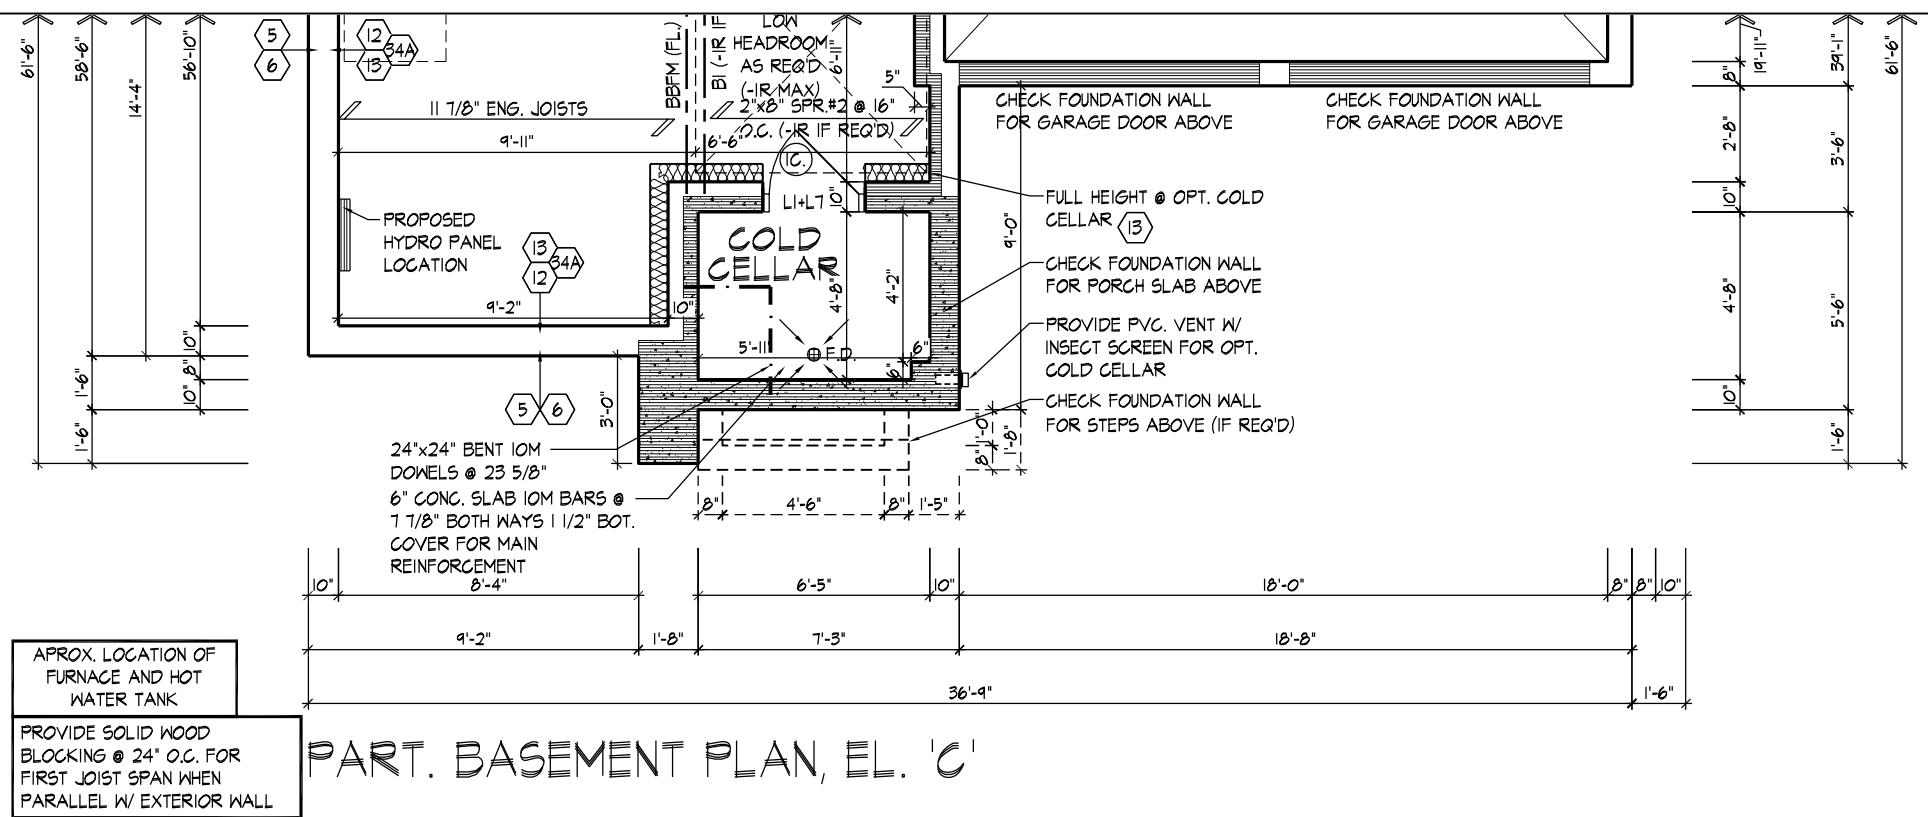 61'-6"
58'-6"
14'-4"
56'-10"
5
6
12
13
34A
BBFM (FL.)
B1 (-1R IF
LOW
HEADROOM
AS REQ'D
(-1R MAX)
6'-11"
5"
2"x8" SPR.#2 @ 16"
O.C. (-1R IF REQ'D)
11 7/8" ENG. JOISTS
9'-11"
6'-6"
1C.
L1+L7
10"
CHECK FOUNDATION WALL
FOR GARAGE DOOR ABOVE
CHECK FOUNDATION WALL
FOR GARAGE DOOR ABOVE
8"
19'-11"
39'-1"
61'-6"
2'-8"
3'-6"
10"
4'-8"
5'-6"
10"
1'-6"
PROPOSED
HYDRO PANEL
LOCATION
13
12
34A
COLD
CELLAR
4'-8"
4'-2"
9'-0"
FULL HEIGHT @ OPT. COLD
CELLAR 13
CHECK FOUNDATION WALL
FOR PORCH SLAB ABOVE
PROVIDE PVC. VENT W/
INSECT SCREEN FOR OPT.
COLD CELLAR
CHECK FOUNDATION WALL
FOR STEPS ABOVE (IF REQ'D)
9'-2"
10"
5'-11"
F.D.
6"
6"
10"
8"
10"
1'-6"
1'-6"
5
6
3'-0"
1'-0"
8"
1'-8"
24"x24" BENT 10M
DOWELS @ 23 5/8"
6" CONC. SLAB 10M BARS @
7 7/8" BOTH WAYS 1 1/2" BOT.
COVER FOR MAIN
REINFORCEMENT
8"
4'-6"
8"
1'-5"
10"
8'-4"
6'-5"
10"
18'-0"
8"
8"
10"
9'-2"
1'-8"
7'-3"
18'-8"
36'-9"
1'-6"
APROX. LOCATION OF
FURNACE AND HOT
WATER TANK
PROVIDE SOLID WOOD
BLOCKING @ 24" O.C. FOR
FIRST JOIST SPAN WHEN
PARALLEL W/ EXTERIOR WALL
PART. BASEMENT PLAN, EL. 'C'